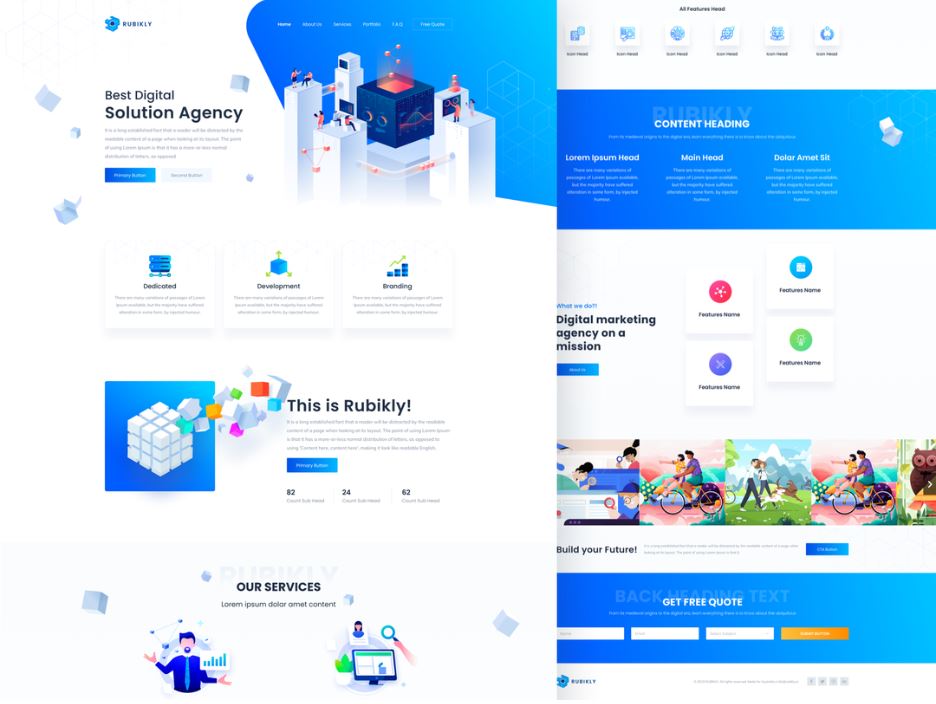 RUBIKLY
Home About Us Services Portfolio F.A.Q Free Quote
Best Digital
Solution Agency
It is a long established fact that a reader will be distracted by the
readable content of a page when looking at its layout. The point
of using Lorem Ipsum is that it has a more-or-less normal
distribution of letters, as opposed
Primary Button Second Button
Dedicated
There are many variations of passages of Lorem
Ipsum available, but the majority have suffered
alteration in some form, by injected humour.
Development
There are many variations of passages of Lorem
Ipsum available, but the majority have suffered
alteration in some form, by injected humour.
Branding
There are many variations of passages of Lorem
Ipsum available, but the majority have suffered
alteration in some form, by injected humour.
This is Rubikly!
It is a long established fact that a reader will be distracted by the readable
content of a page when looking at its layout. The point of using Lorem Ipsum
is that it has a more-or-less normal distribution of letters, as opposed to
using 'Content here, content here', making it look like readable English.
Primary Button
82 24 62
Count Sub Head Count Sub Head Count Sub Head
RUBIKLY
OUR SERVICES
Lorem ipsum dolar amet content
All Features Head
Icon Head Icon Head Icon Head Icon Head Icon Head Icon Head
RUBIKLY
CONTENT HEADING
From its medieval origins to the digital era, learn everything there is to know about the ubiquitous
Lorem Ipsum Head
There are many variations of
passages of Lorem Ipsum available,
but the majority have suffered
alteration in some form, by injected
humour.
Main Head
There are many variations of
passages of Lorem Ipsum available,
but the majority have suffered
alteration in some form, by injected
humour.
Dolar Amet Sit
There are many variations of
passages of Lorem Ipsum available,
but the majority have suffered
alteration in some form, by injected
humour.
What we do!!
Digital marketing
agency on a
mission
About Us
Features Name
Features Name
Features Name
Features Name
Build your Future!
It is a long established fact that a reader will be distracted by the readable content of a page when
looking at its layout. The point of using Lorem Ipsum is that it
CTA Button
BACK HEADING TEXT
GET FREE QUOTE
From its medieval origins to the digital era, learn everything there is to know about the ubiquitous
Name Email Select Subject SUBMIT BUTTON
RUBIKLY